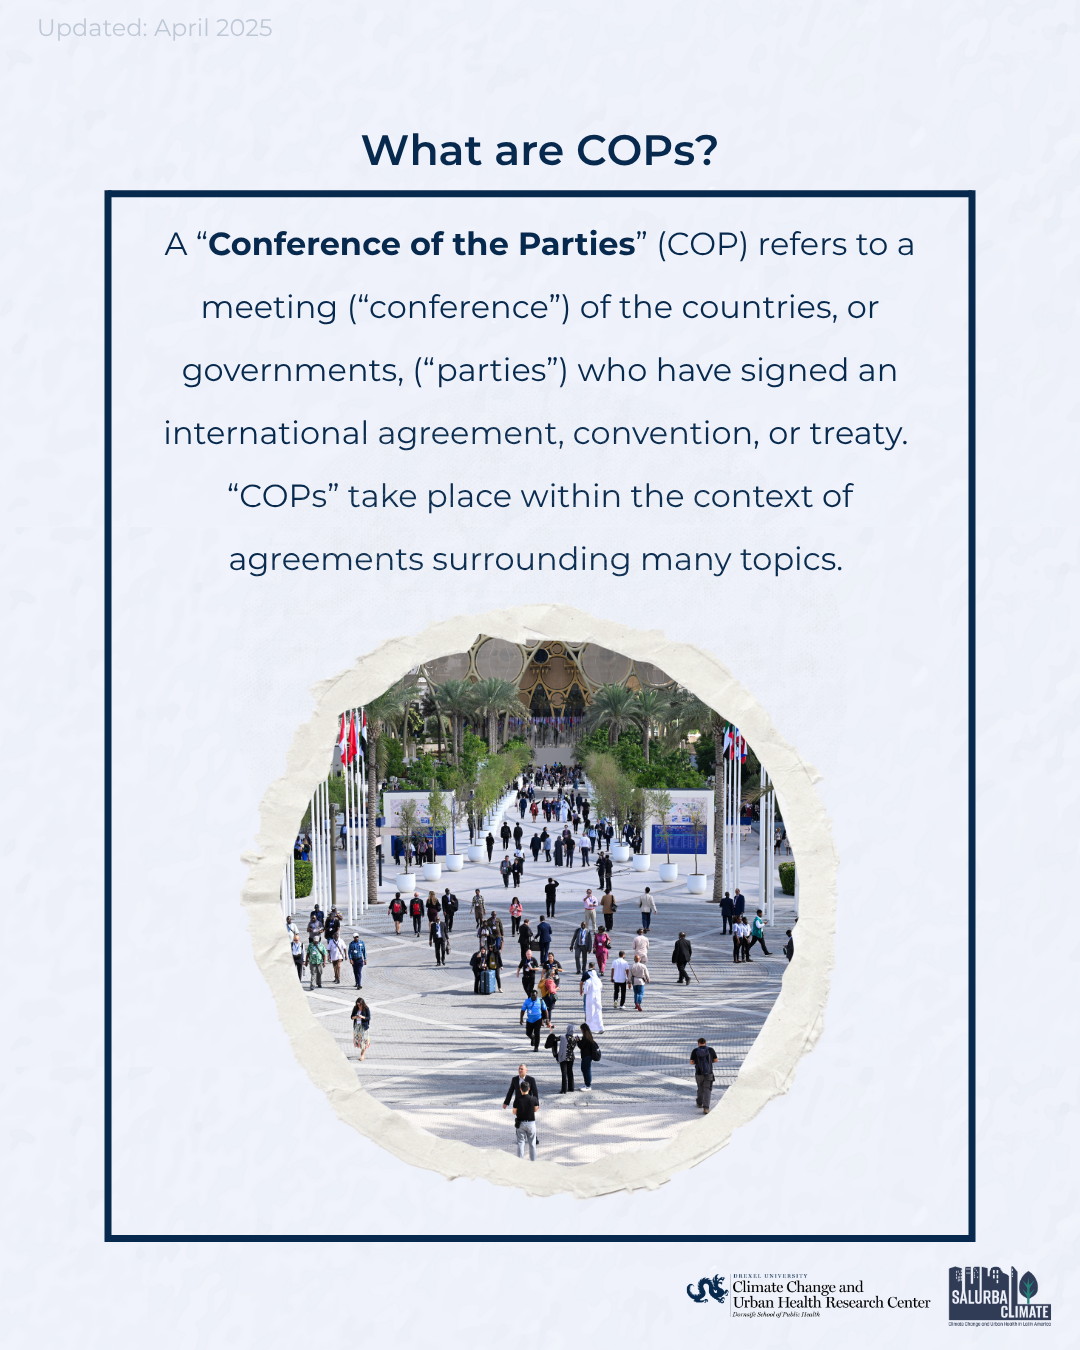 Updated: April 2025
What are COPs?
A “Conference of the Parties” (COP) refers to a
meeting (“conference”) of the countries, or
governments, (“parties”) who have signed an
international agreement, convention, or treaty.
“COPs” take place within the context of
agreements surrounding many topics.
DREXEL UNIVERSITY
Climate Change and
Urban Health Research Center
Dornsife School of Public Health
SALURBAL
CLIMATE
Climate Change and Urban Health in Latin America